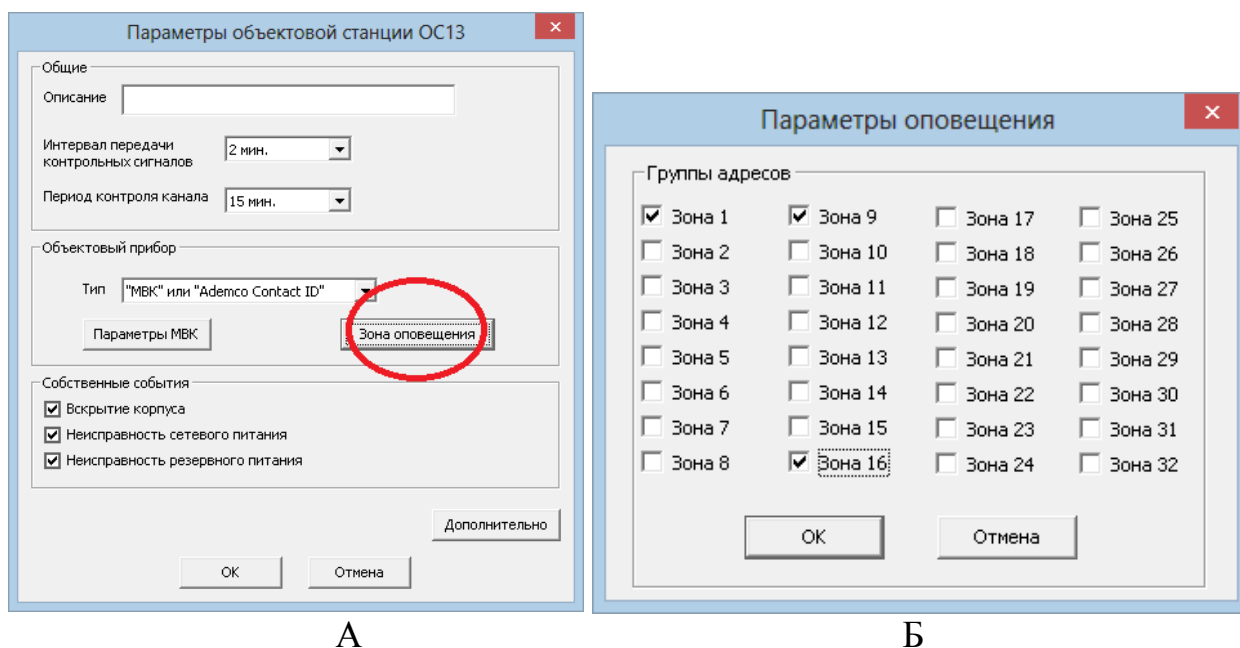 Параметры объектовой станции ОС13
Общие
Описание
Интервал передачи
контрольных сигналов
2 мин.
Период контроля канала
15 мин.
Объектовый прибор
Тип
"МВК" или "Ademco Contact ID"
Параметры МВК
Зона оповещения
Собственные события
Вскрытие корпуса
Неисправность сетевого питания
Неисправность резервного питания
Дополнительно
ОК
Отмена
А
Параметры оповещения
Группы адресов
Зона 1 Зона 9 Зона 17 Зона 25
Зона 2 Зона 10 Зона 18 Зона 26
Зона 3 Зона 11 Зона 19 Зона 27
Зона 4 Зона 12 Зона 20 Зона 28
Зона 5 Зона 13 Зона 21 Зона 29
Зона 6 Зона 14 Зона 22 Зона 30
Зона 7 Зона 15 Зона 23 Зона 31
Зона 8 Зона 16 Зона 24 Зона 32
ОК
Отмена
Б